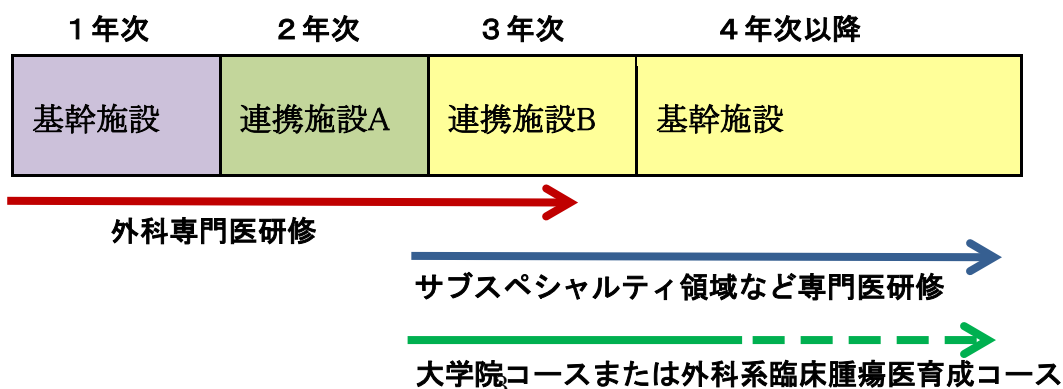 １年次 ２年次 ３年次 ４年次以降
基幹施設 連携施設A 連携施設B 基幹施設
外科専門医研修
サブスペシャルティ領域など専門医研修
大学院コースまたは外科系臨床腫瘍医育成コース